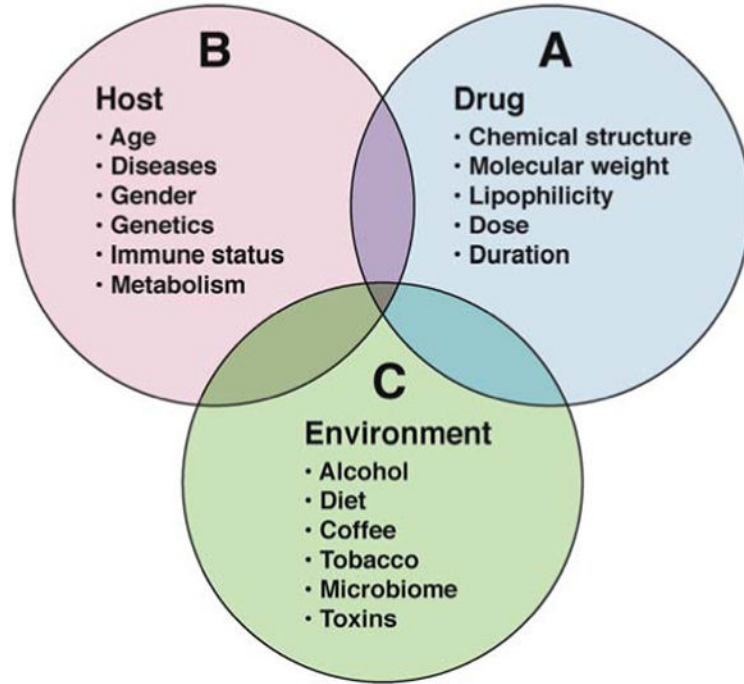 B
Host
· Age
· Diseases
· Gender
· Genetics
· Immune status
· Metabolism
A
Drug
· Chemical structure
· Molecular weight
· Lipophilicity
· Dose
· Duration
C
Environment
· Alcohol
· Diet
· Coffee
· Tobacco
· Microbiome
· Toxins